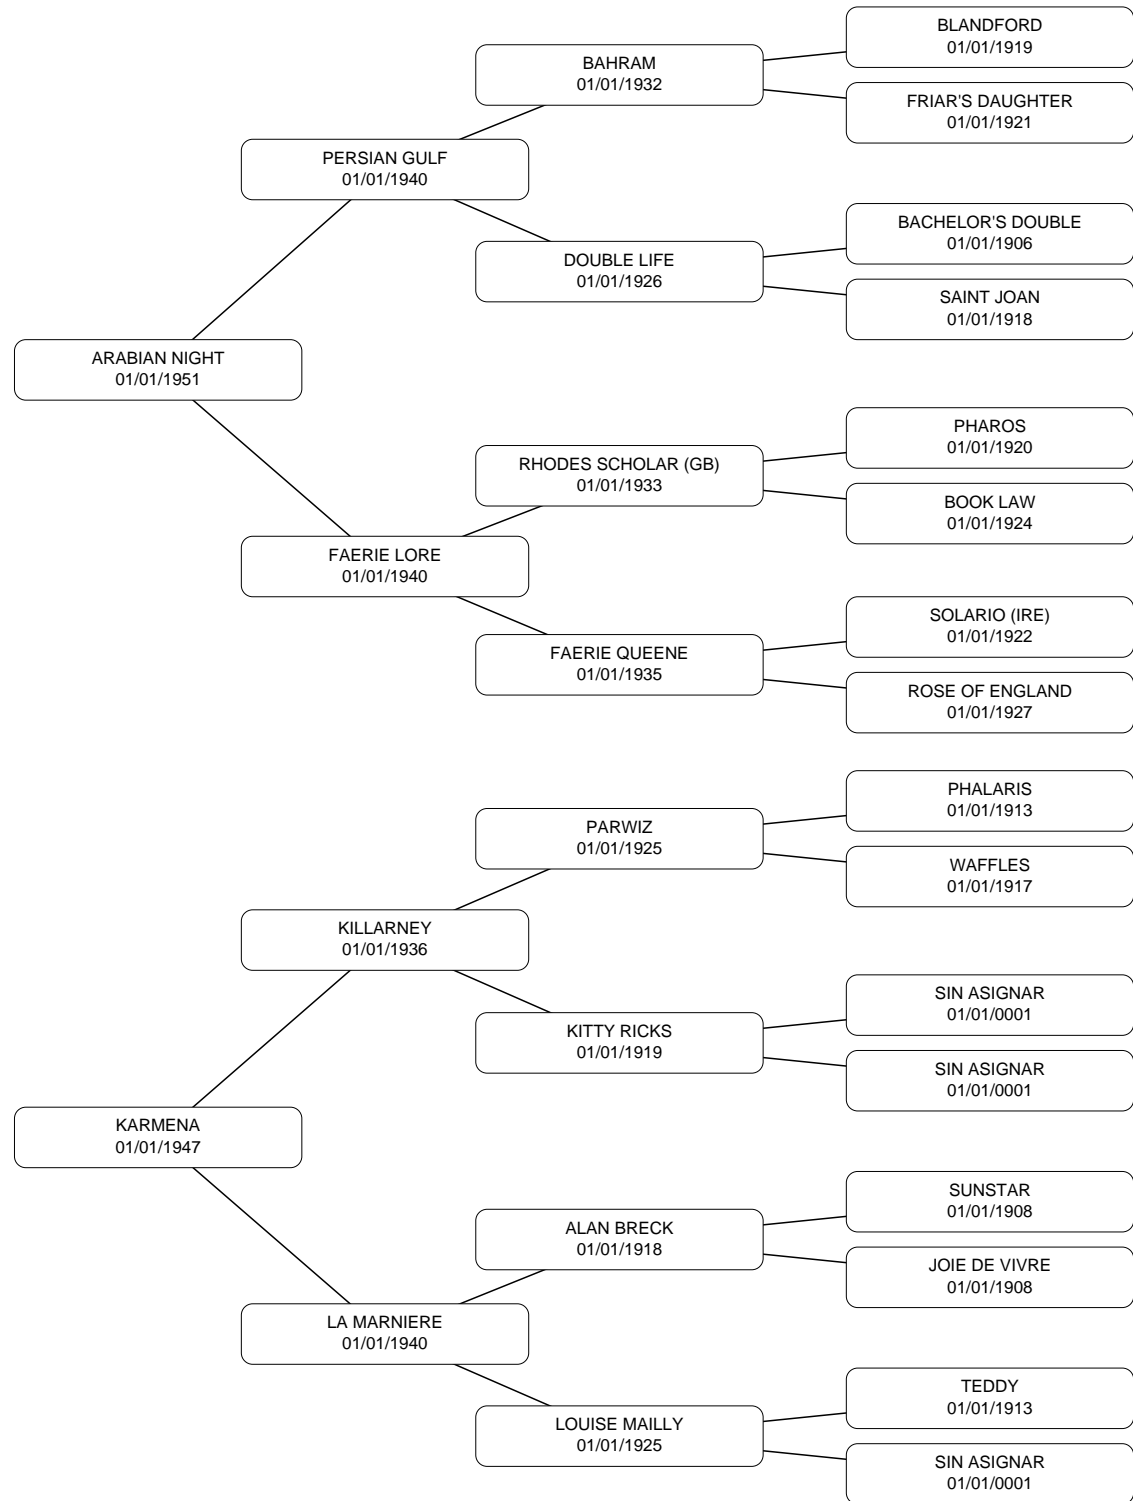 BLANDFORD
01/01/1919
BAHRAM
01/01/1932
FRIAR'S DAUGHTER
01/01/1921
PERSIAN GULF
01/01/1940
BACHELOR'S DOUBLE
01/01/1906
DOUBLE LIFE
01/01/1926
SAINT JOAN
01/01/1918
ARABIAN NIGHT
01/01/1951
PHAROS
01/01/1920
RHODES SCHOLAR (GB)
01/01/1933
BOOK LAW
01/01/1924
FAERIE LORE
01/01/1940
SOLARIO (IRE)
01/01/1922
FAERIE QUEENE
01/01/1935
ROSE OF ENGLAND
01/01/1927
PHALARIS
01/01/1913
PARWIZ
01/01/1925
WAFFLES
01/01/1917
KILLARNEY
01/01/1936
SIN ASIGNAR
01/01/0001
KITTY RICKS
01/01/1919
SIN ASIGNAR
01/01/0001
KARMENA
01/01/1947
SUNSTAR
01/01/1908
ALAN BRECK
01/01/1918
JOIE DE VIVRE
01/01/1908
LA MARNIERE
01/01/1940
TEDDY
01/01/1913
LOUISE MAILLY
01/01/1925
SIN ASIGNAR
01/01/0001